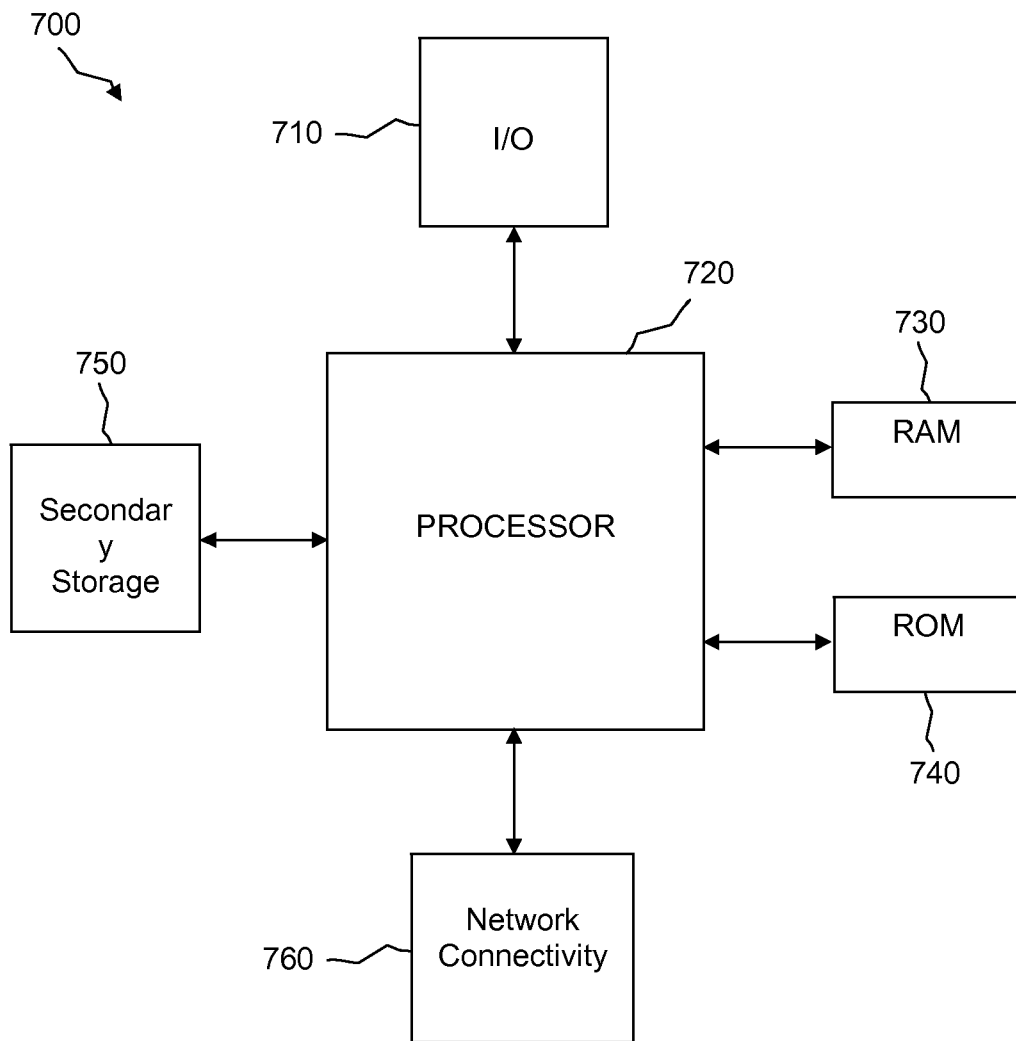 700
710
I/O
720
730
RAM
750
Secondar
y
Storage
PROCESSOR
ROM
740
Network
Connectivity
760